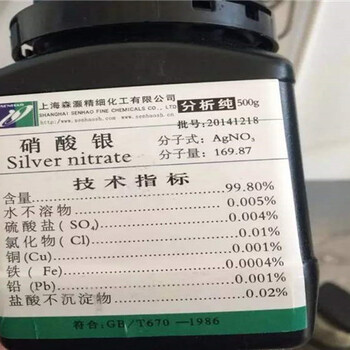 上海森灏精细化工有限公司
SHANGHAI SENHAO FINE CHEMICALS CO., LTD
分析纯 500g
批号:20141218
硝酸银
Silver nitrate
分子式:AgNO₃
分子量:169.87
技术指标
含量 99.80%
水不溶物 0.005%
硫酸盐(SO₄) 0.004%
氯化物(Cl) 0.01%
铜(Cu) 0.001%
铁(Fe) 0.0004%
铅(Pb) 0.001%
盐酸不沉淀物 0.02%
符合:GB/T670—1986